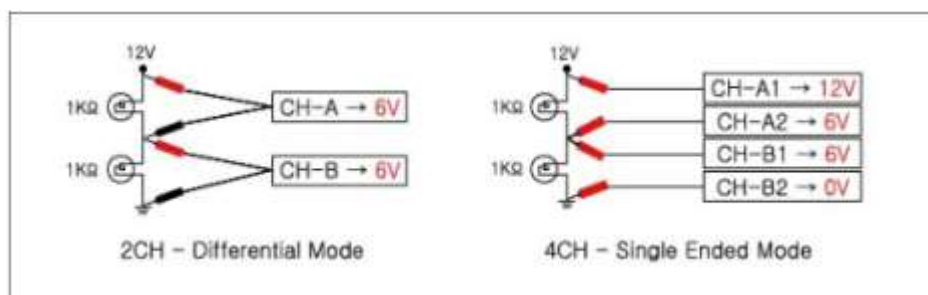 12V
1KΩ
CH-A → 6V
1KΩ
CH-B → 6V
2CH - Differential Mode
12V
1KΩ
CH-A1 → 12V
CH-A2 → 6V
CH-B1 → 6V
1KΩ
CH-B2 → 0V
4CH - Single Ended Mode